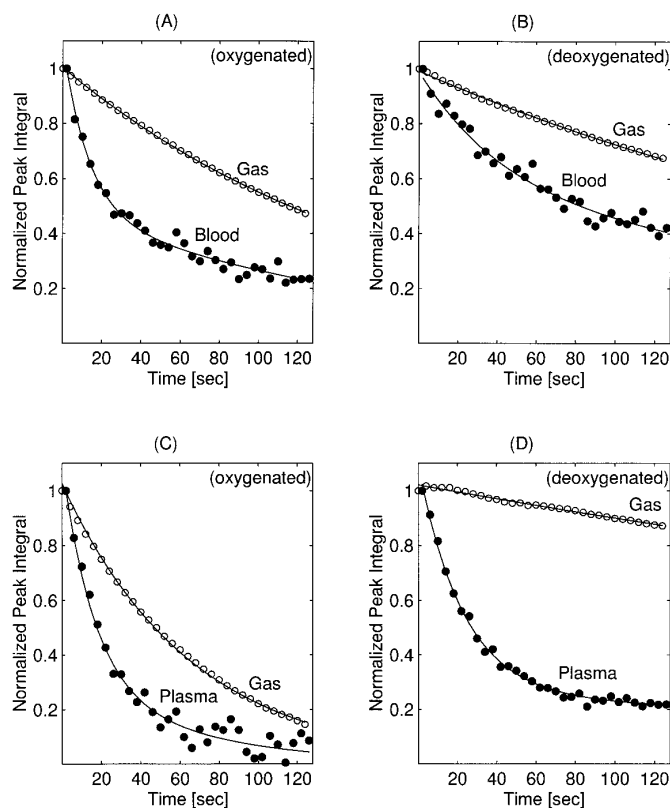 (A)
(oxygenated)
Normalized Peak Integral
1
0.8
0.6
0.4
0.2
Gas
Blood
20 40 60 80 100 120
Time [sec]
(B)
(deoxygenated)
Normalized Peak Integral
1
0.8
0.6
0.4
0.2
Gas
Blood
20 40 60 80 100 120
Time [sec]
(C)
(oxygenated)
Normalized Peak Integral
1
0.8
0.6
0.4
0.2
Plasma
Gas
20 40 60 80 100 120
Time [sec]
(D)
(deoxygenated)
Normalized Peak Integral
1
0.8
0.6
0.4
0.2
Gas
Plasma
20 40 60 80 100 120
Time [sec]